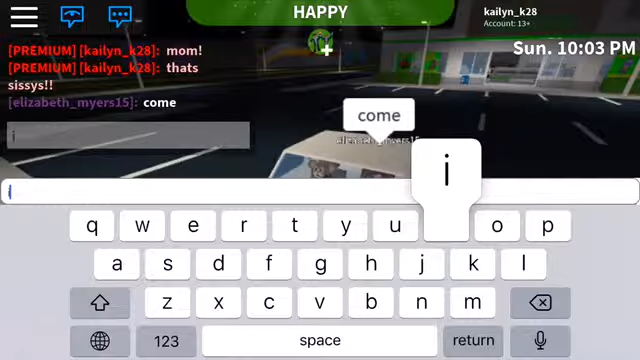 HAPPY
kailyn_k28
Account: 13+
Sun. 10:03 PM
[PREMIUM] [kailyn_k28]: mom!
[PREMIUM] [kailyn_k28]: thats
sissys!!
[elizabeth_myers15]: come
i
come
i
i
q w e r t y u o p
a s d f g h j k l
z x c v b n m
123 space return